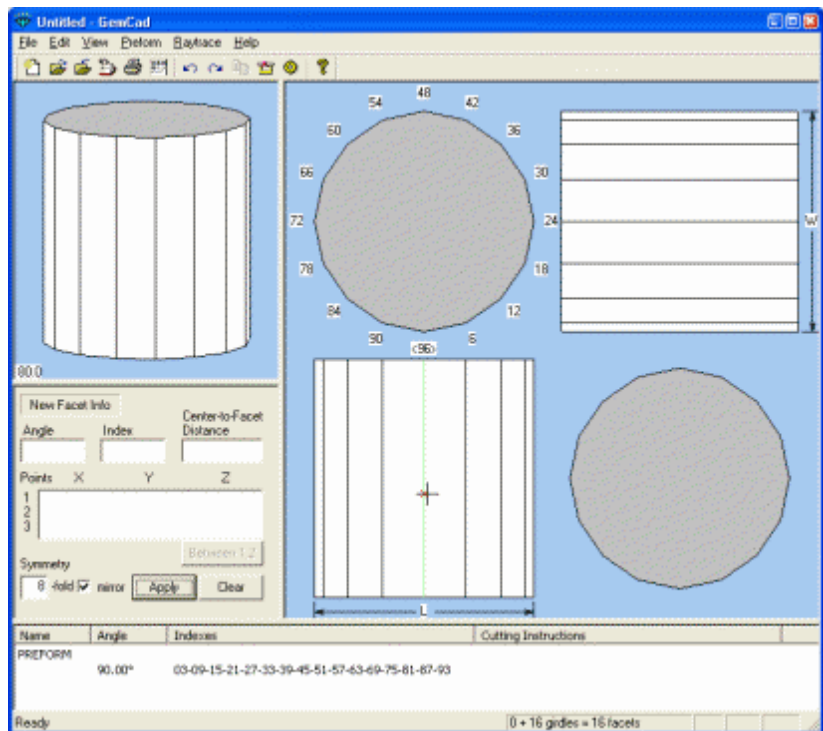 Untitled - GemCad
File Edit View Preform Raytrace Help
80.0
New Facet Info
Angle Index Center-to-Facet Distance
Points X Y Z
1
2
3
Between 1,2
Symmetry
8 -fold mirror Apply Clear
48
54 42
60 36
66 30
72 24
78 18
84 12
90 6
(96)
W
L
Name Angle Indexes Cutting Instructions
PREFORM
90.00° 03-09-15-21-27-33-39-45-51-57-63-69-75-81-87-93
Ready 0 + 16 girdles = 16 facets